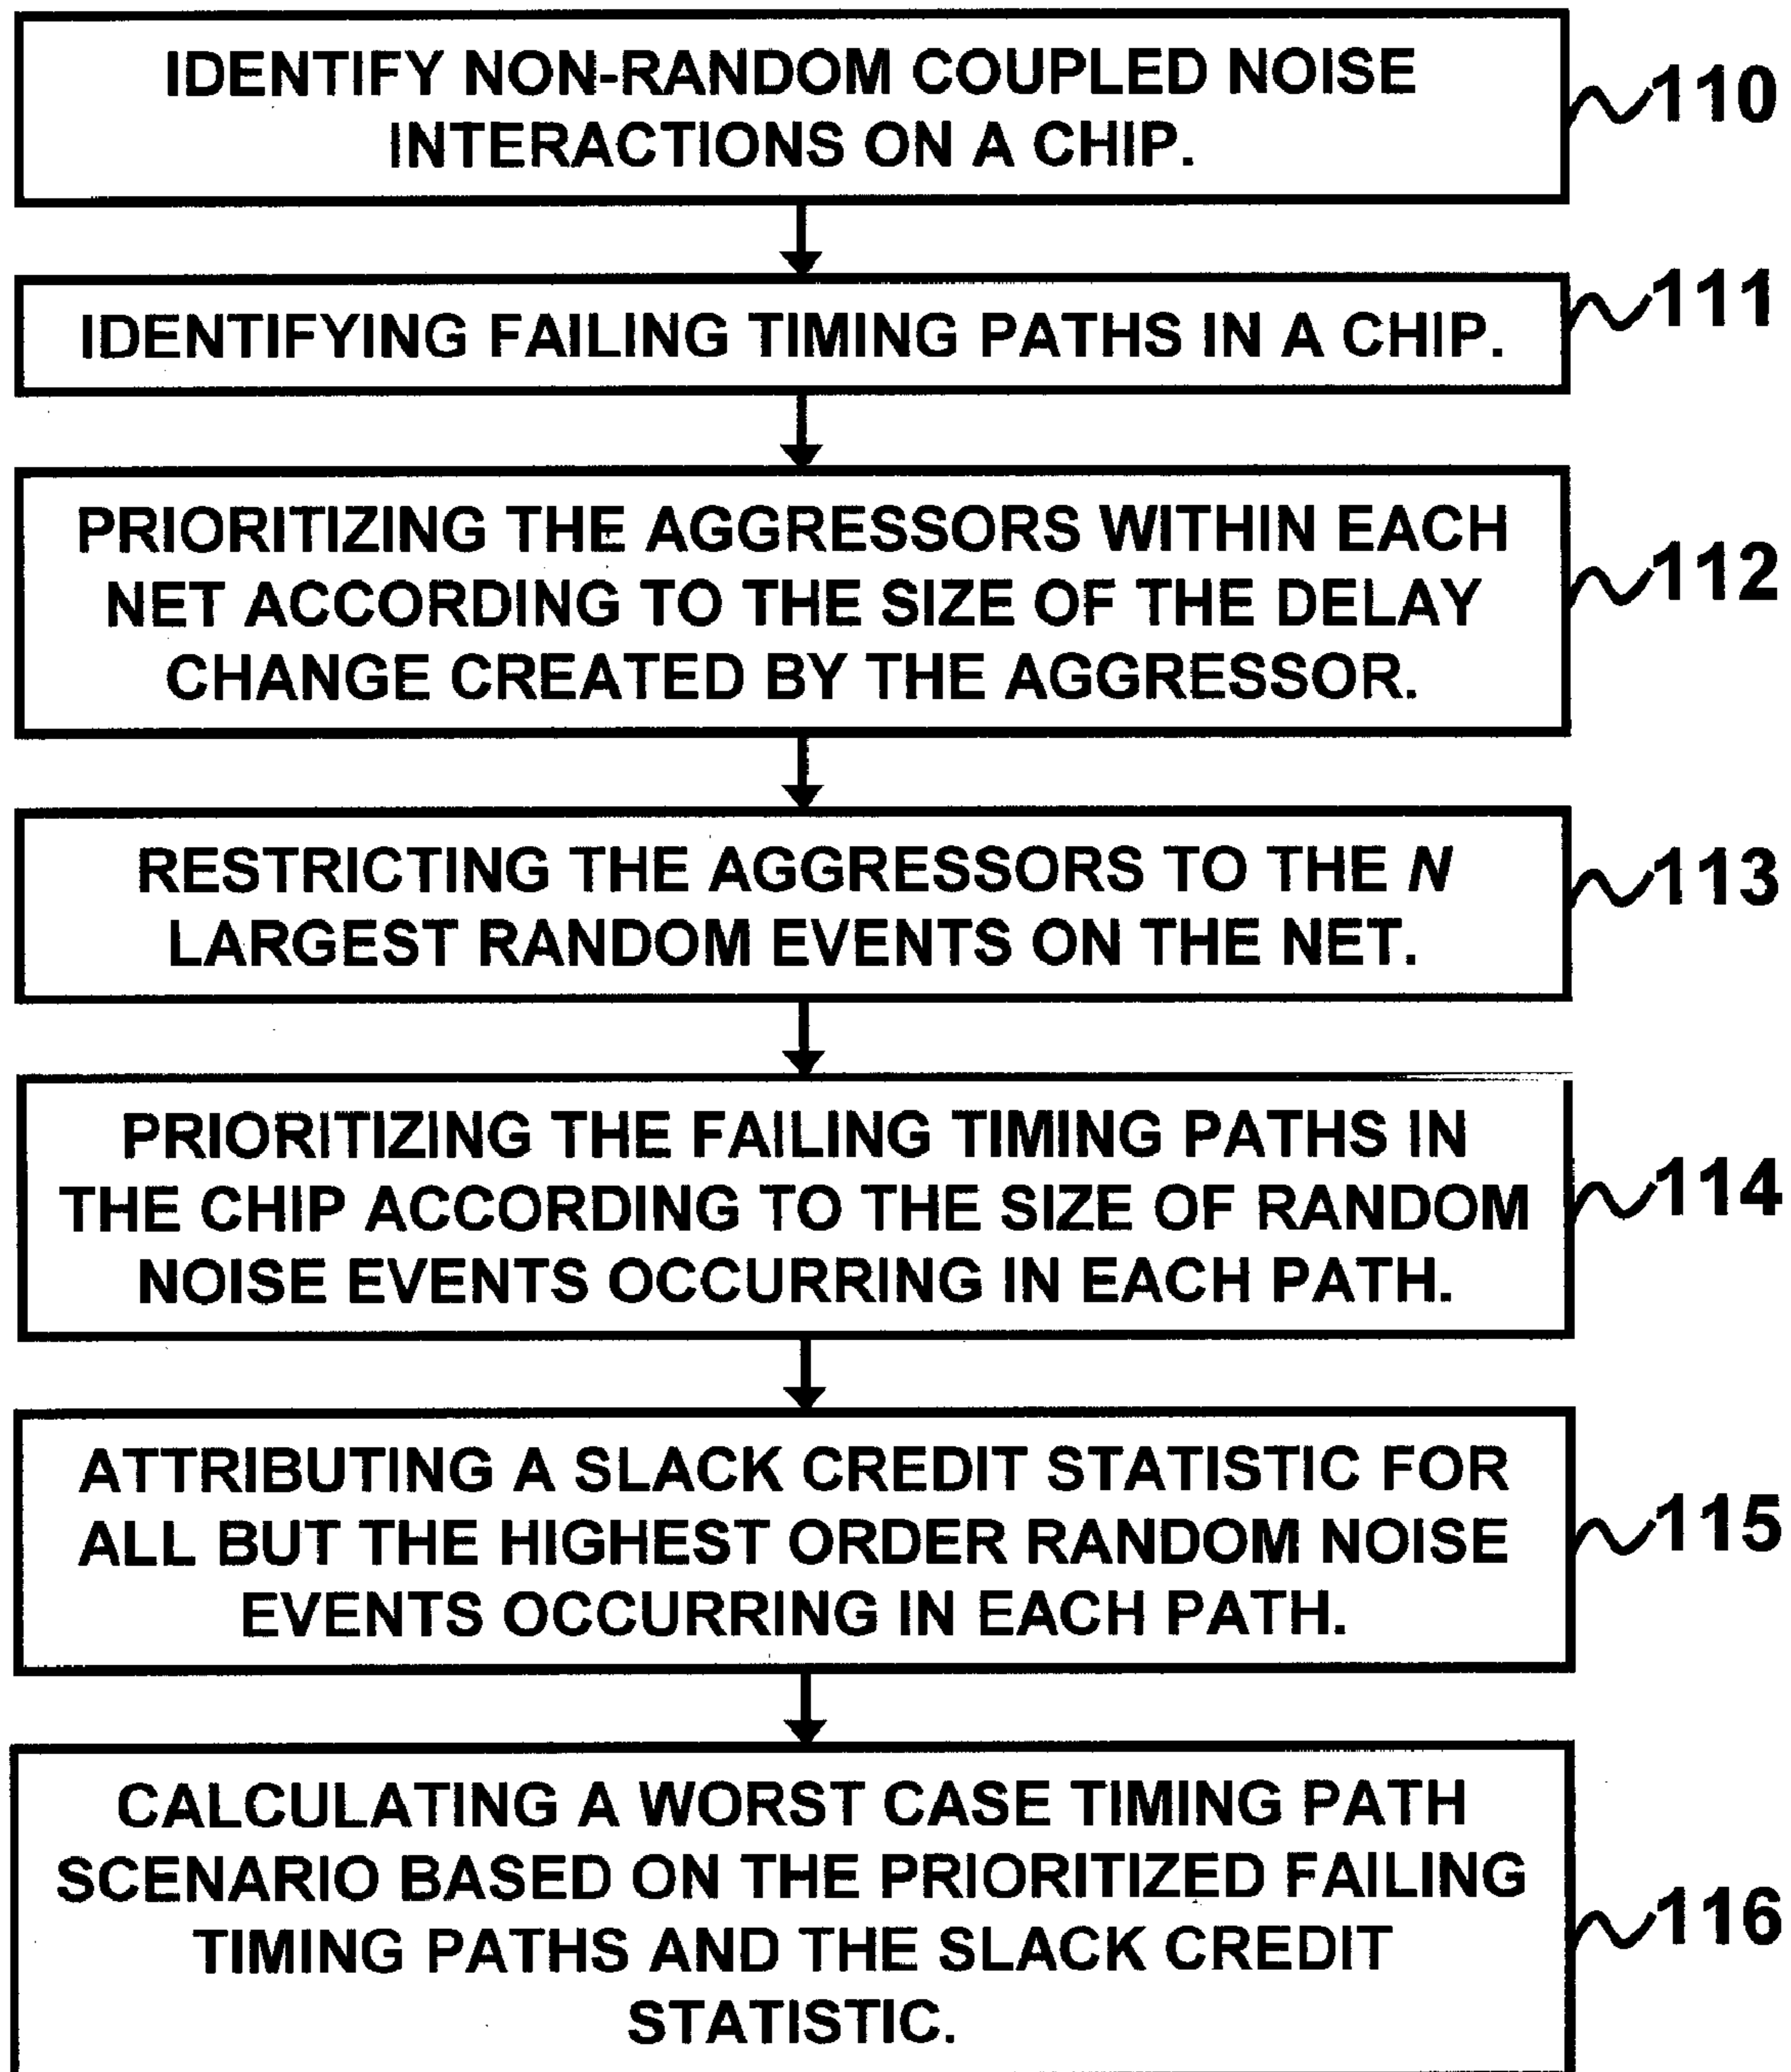 IDENTIFY NON-RANDOM COUPLED NOISE
INTERACTIONS ON A CHIP.
110
IDENTIFYING FAILING TIMING PATHS IN A CHIP.
111
PRIORITIZING THE AGGRESSORS WITHIN EACH
NET ACCORDING TO THE SIZE OF THE DELAY
CHANGE CREATED BY THE AGGRESSOR.
112
RESTRICTING THE AGGRESSORS TO THE N
LARGEST RANDOM EVENTS ON THE NET.
113
PRIORITIZING THE FAILING TIMING PATHS IN
THE CHIP ACCORDING TO THE SIZE OF RANDOM
NOISE EVENTS OCCURRING IN EACH PATH.
114
ATTRIBUTING A SLACK CREDIT STATISTIC FOR
ALL BUT THE HIGHEST ORDER RANDOM NOISE
EVENTS OCCURRING IN EACH PATH.
115
CALCULATING A WORST CASE TIMING PATH
SCENARIO BASED ON THE PRIORITIZED FAILING
TIMING PATHS AND THE SLACK CREDIT
STATISTIC.
116